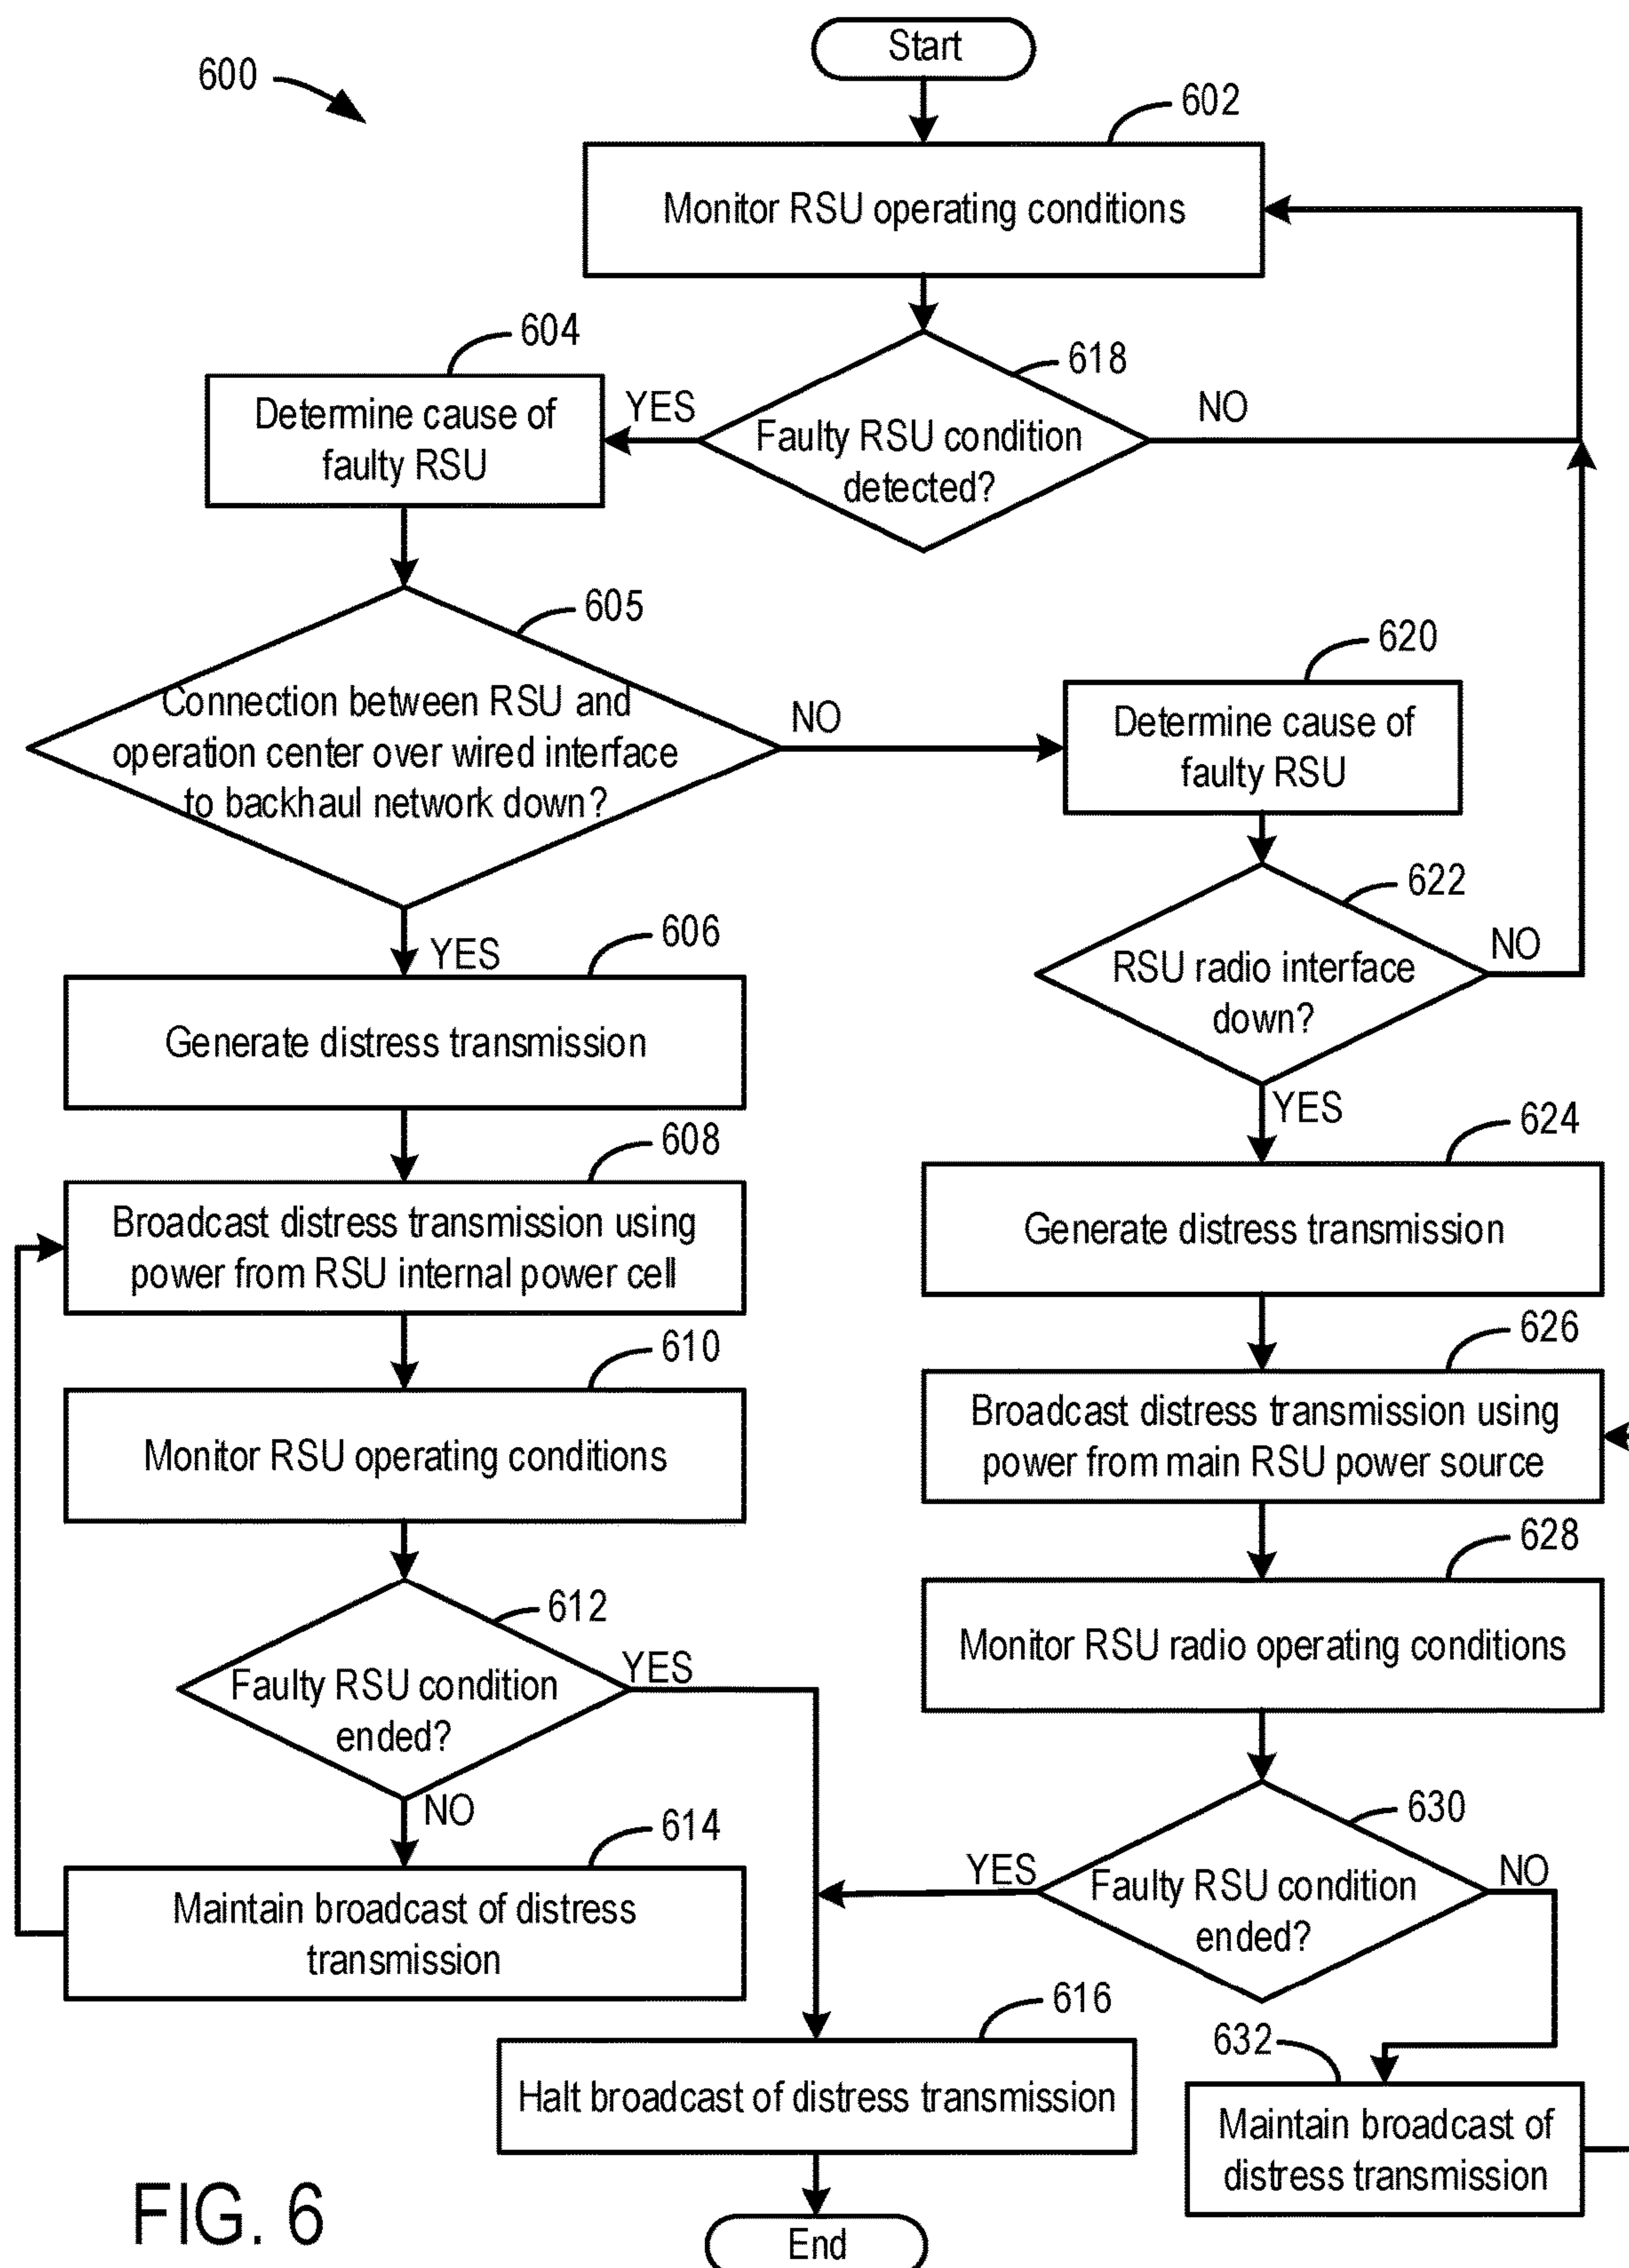 Start
600
602
Monitor RSU operating conditions
604
618
Determine cause of
faulty RSU
YES
Faulty RSU condition
detected?
NO
605
Connection between RSU and
operation center over wired interface
to backhaul network down?
NO
620
Determine cause of
faulty RSU
622
RSU radio interface
down?
NO
YES
606
Generate distress transmission
YES
624
Generate distress transmission
608
Broadcast distress transmission using
power from RSU internal power cell
626
Broadcast distress transmission using
power from main RSU power source
610
Monitor RSU operating conditions
628
Monitor RSU radio operating conditions
612
Faulty RSU condition
ended?
YES
NO
614
Maintain broadcast of distress
transmission
630
YES
Faulty RSU condition
ended?
NO
616
Halt broadcast of distress transmission
632
Maintain broadcast of
distress transmission
End
FIG. 6